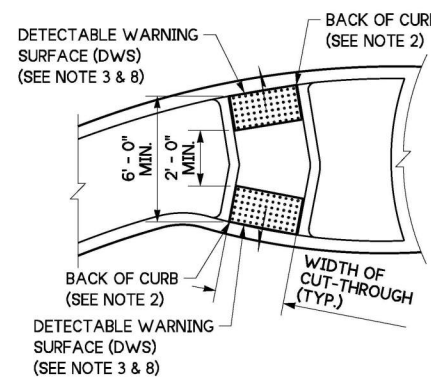 DETECTABLE WARNING
SURFACE (DWS)
(SEE NOTE 3 & 8)
BACK OF CURB
(SEE NOTE 2)
6' - 0"
MIN.
2' - 0"
MIN.
BACK OF CURB
(SEE NOTE 2)
WIDTH OF
CUT-THROUGH
(TYP.)
DETECTABLE WARNING
SURFACE (DWS)
(SEE NOTE 3 & 8)